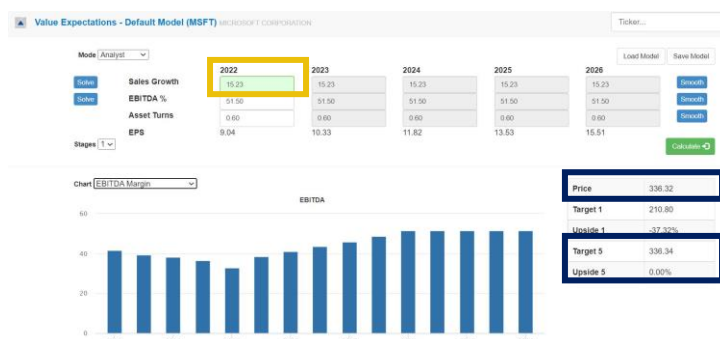 Value Expectations - Default Model (MSFT) MICROSOFT CORPORATION
Ticker...
Mode Analyst
Load Model Save Model
2022 2023 2024 2025 2026
Solve Sales Growth 15.23 15.23 15.23 15.23 15.23 Smooth
Solve EBITDA % 51.50 51.50 51.50 51.50 51.50 Smooth
Asset Turns 0.60 0.60 0.60 0.60 0.60 Smooth
EPS 9.04 10.33 11.82 13.53 15.51
Stages 1
Calculate
Chart EBITDA Margin
EBITDA
60
40
20
0
Price 336.32
Target 1 210.80
Upside 1 -37.32%
Target 5 336.34
Upside 5 0.00%